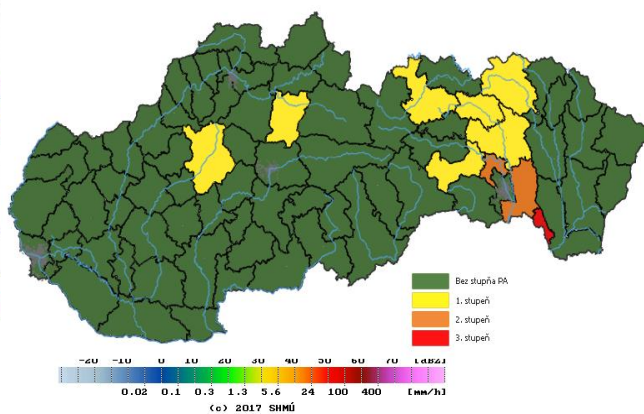 Bez stupňa PA
1. stupeň
2. stupeň
3. stupeň
-20 -10 0 10 20 30 40 50 60 70 [dBZ]
0.02 0.1 0.3 1.3 5.6 24 100 400 [mm/h]
(c) 2017 SHMÚ